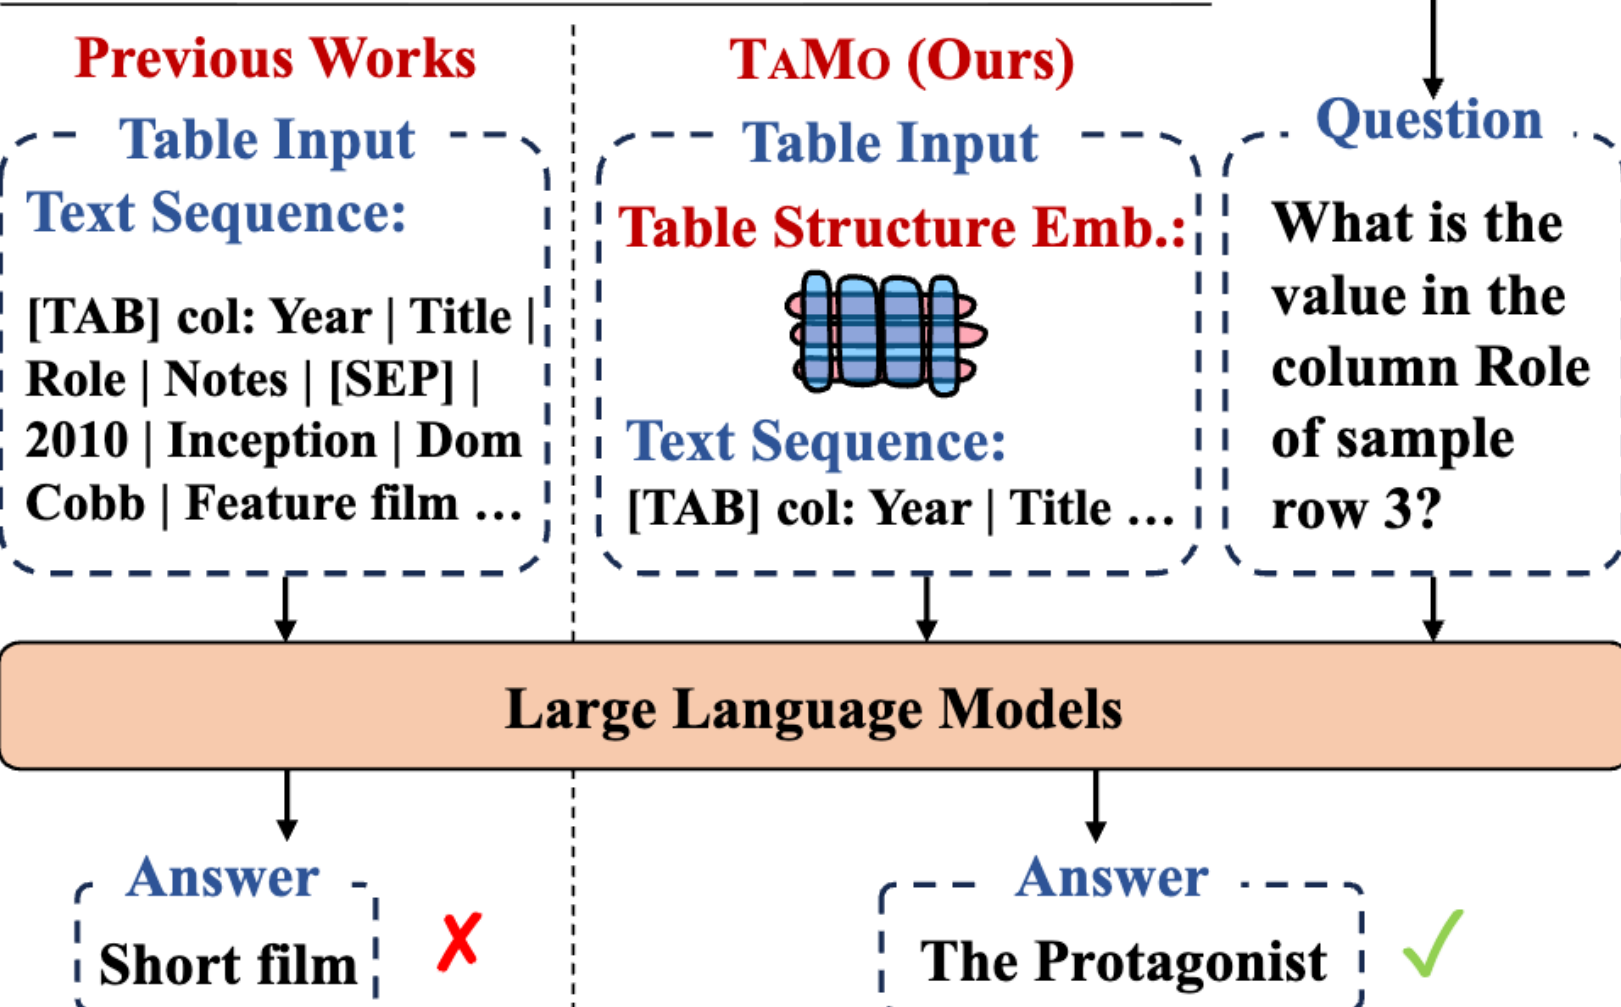 Previous Works
Table Input
Text Sequence:
[TAB] col: Year | Title |
Role | Notes | [SEP] |
2010 | Inception | Dom
Cobb | Feature film …
TAMO (Ours)
Table Input
Table Structure Emb.:
Text Sequence:
[TAB] col: Year | Title …
Question
What is the
value in the
column Role
of sample
row 3?
Large Language Models
Answer
Short film
Answer
The Protagonist